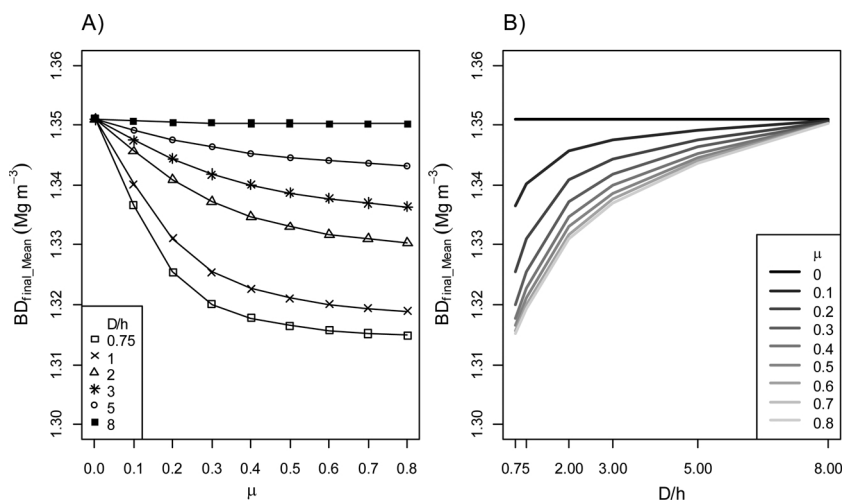 A)
BDfinal_Mean (Mg m−3)
1.36
1.35
1.34
1.33
1.32
1.31
1.30
D/h
0.75
1
2
3
5
8
0.0 0.1 0.2 0.3 0.4 0.5 0.6 0.7 0.8
μ
B)
BDfinal_Mean (Mg m−3)
1.36
1.35
1.34
1.33
1.32
1.31
1.30
μ
0
0.1
0.2
0.3
0.4
0.5
0.6
0.7
0.8
0.75 2.00 3.00 5.00 8.00
D/h